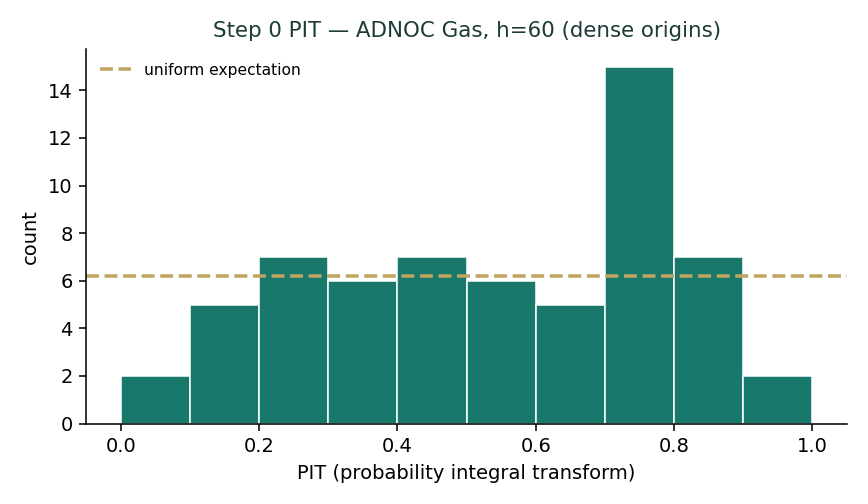 Step 0 PIT — ADNOC Gas, h=60 (dense origins)
uniform expectation
count
14
12
10
8
6
4
2
0
0.0 0.2 0.4 0.6 0.8 1.0
PIT (probability integral transform)